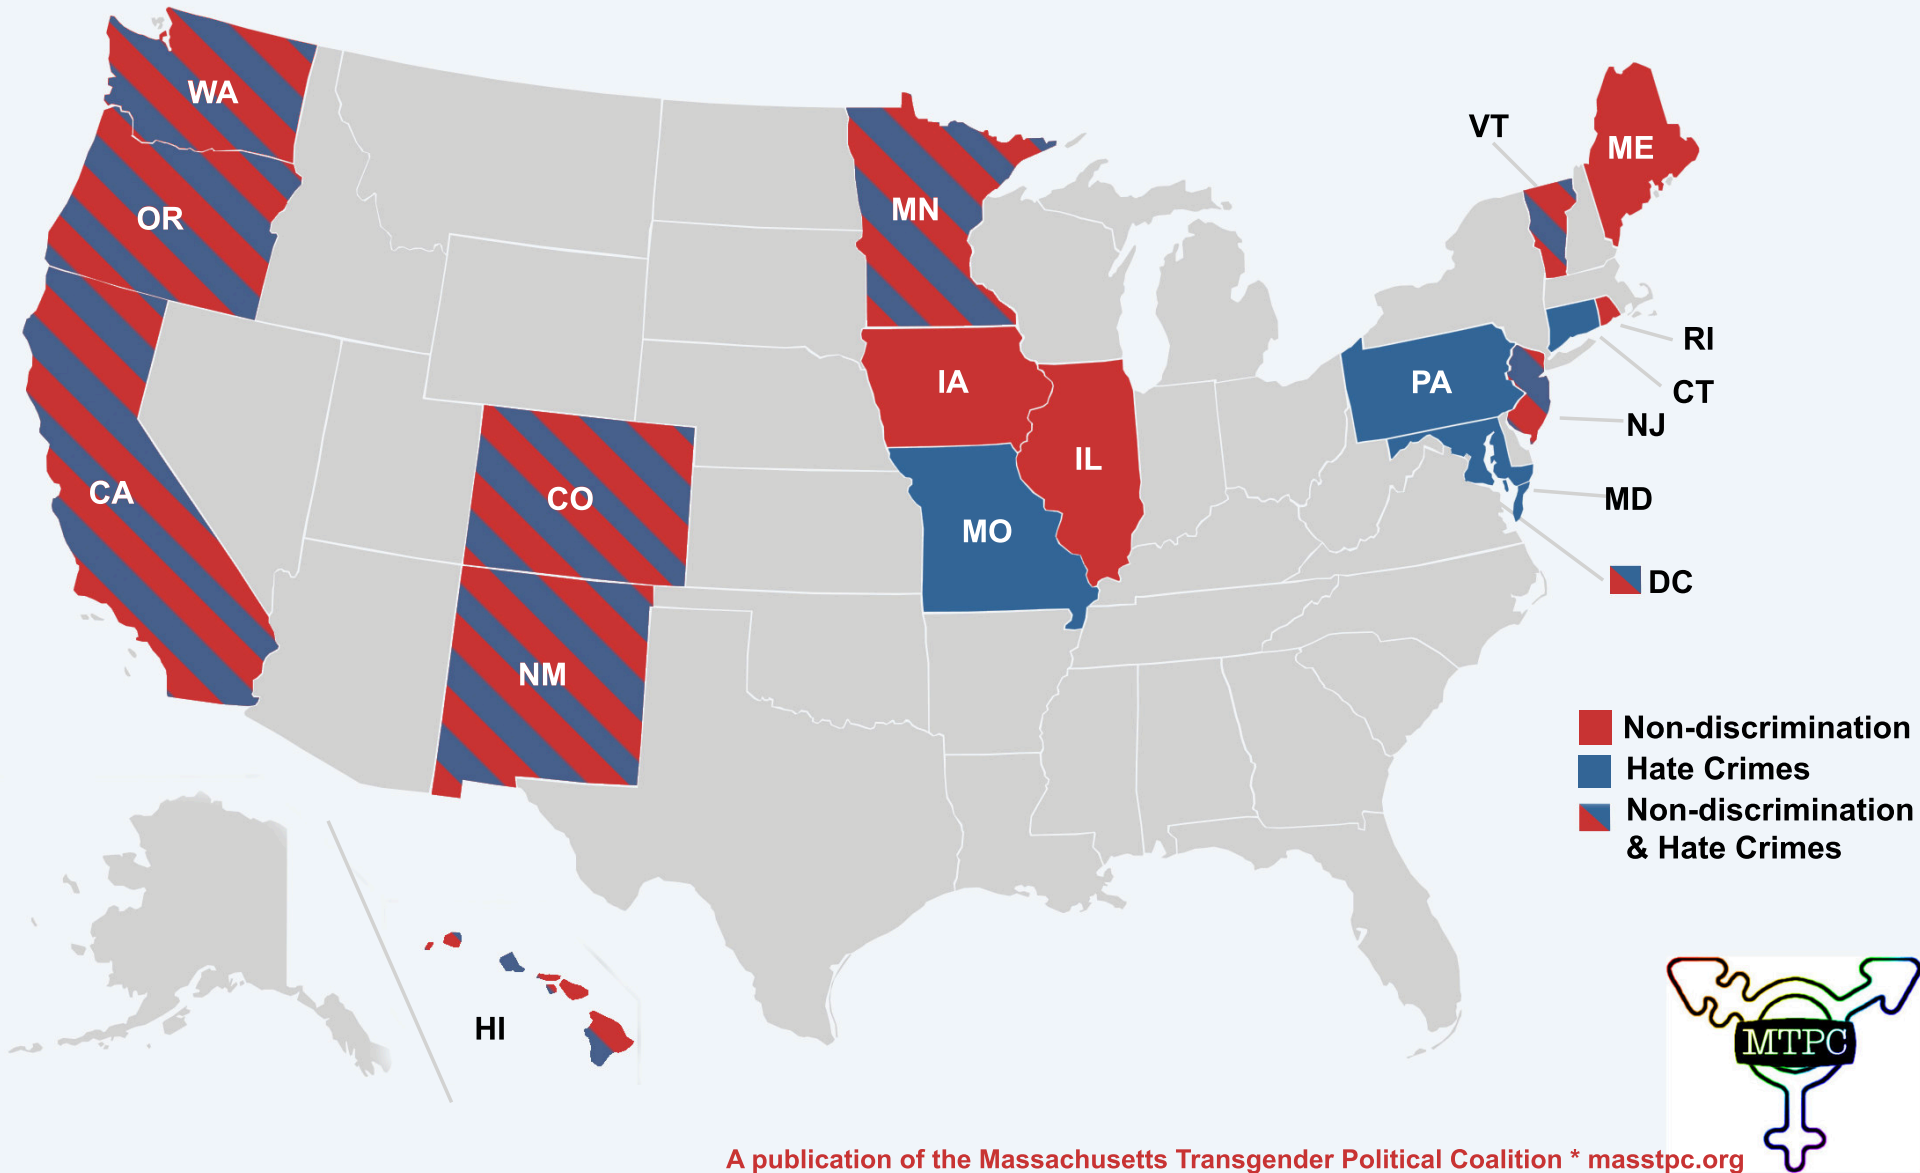 WA
OR
CA
CO
NM
MN
IA
MO
IL
PA
VT
ME
RI
CT
NJ
MD
DC
HI
Non-discrimination
Hate Crimes
Non-discrimination
& Hate Crimes
MTPC
A publication of the Massachusetts Transgender Political Coalition * masstpc.org